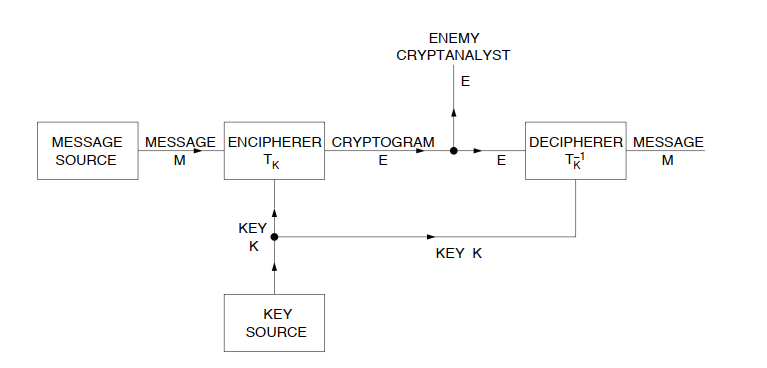 ENEMY
CRYPTANALYST
E
MESSAGE
SOURCE
MESSAGE
M
ENCIPHERER
T_K
CRYPTOGRAM
E
E
DECIPHERER
T_K^-1
MESSAGE
M
KEY
K
KEY K
KEY
SOURCE